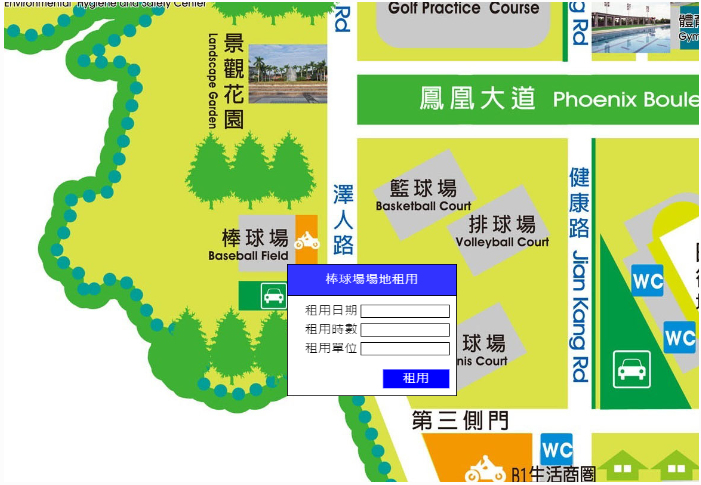 Environmental Hygiene and Safety Center
Rd
Golf Practice Course
Rd
Gym
景觀花園
Landscape Garden
鳳凰大道 Phoenix Boule
澤人路
健康路 Jian Kang Rd
籃球場
Basketball Court
排球場
Volleyball Court
棒球場
Baseball Field
WC
WC
棒球場場地租用
租用日期
租用時數
租用單位
租用
球場
nis Court
第三側門
WC
B1生活商圈